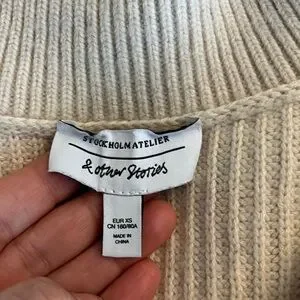 STOCKHOLM ATELIER
& other Stories
EUR XS
CN 160/80A
MADE IN
CHINA